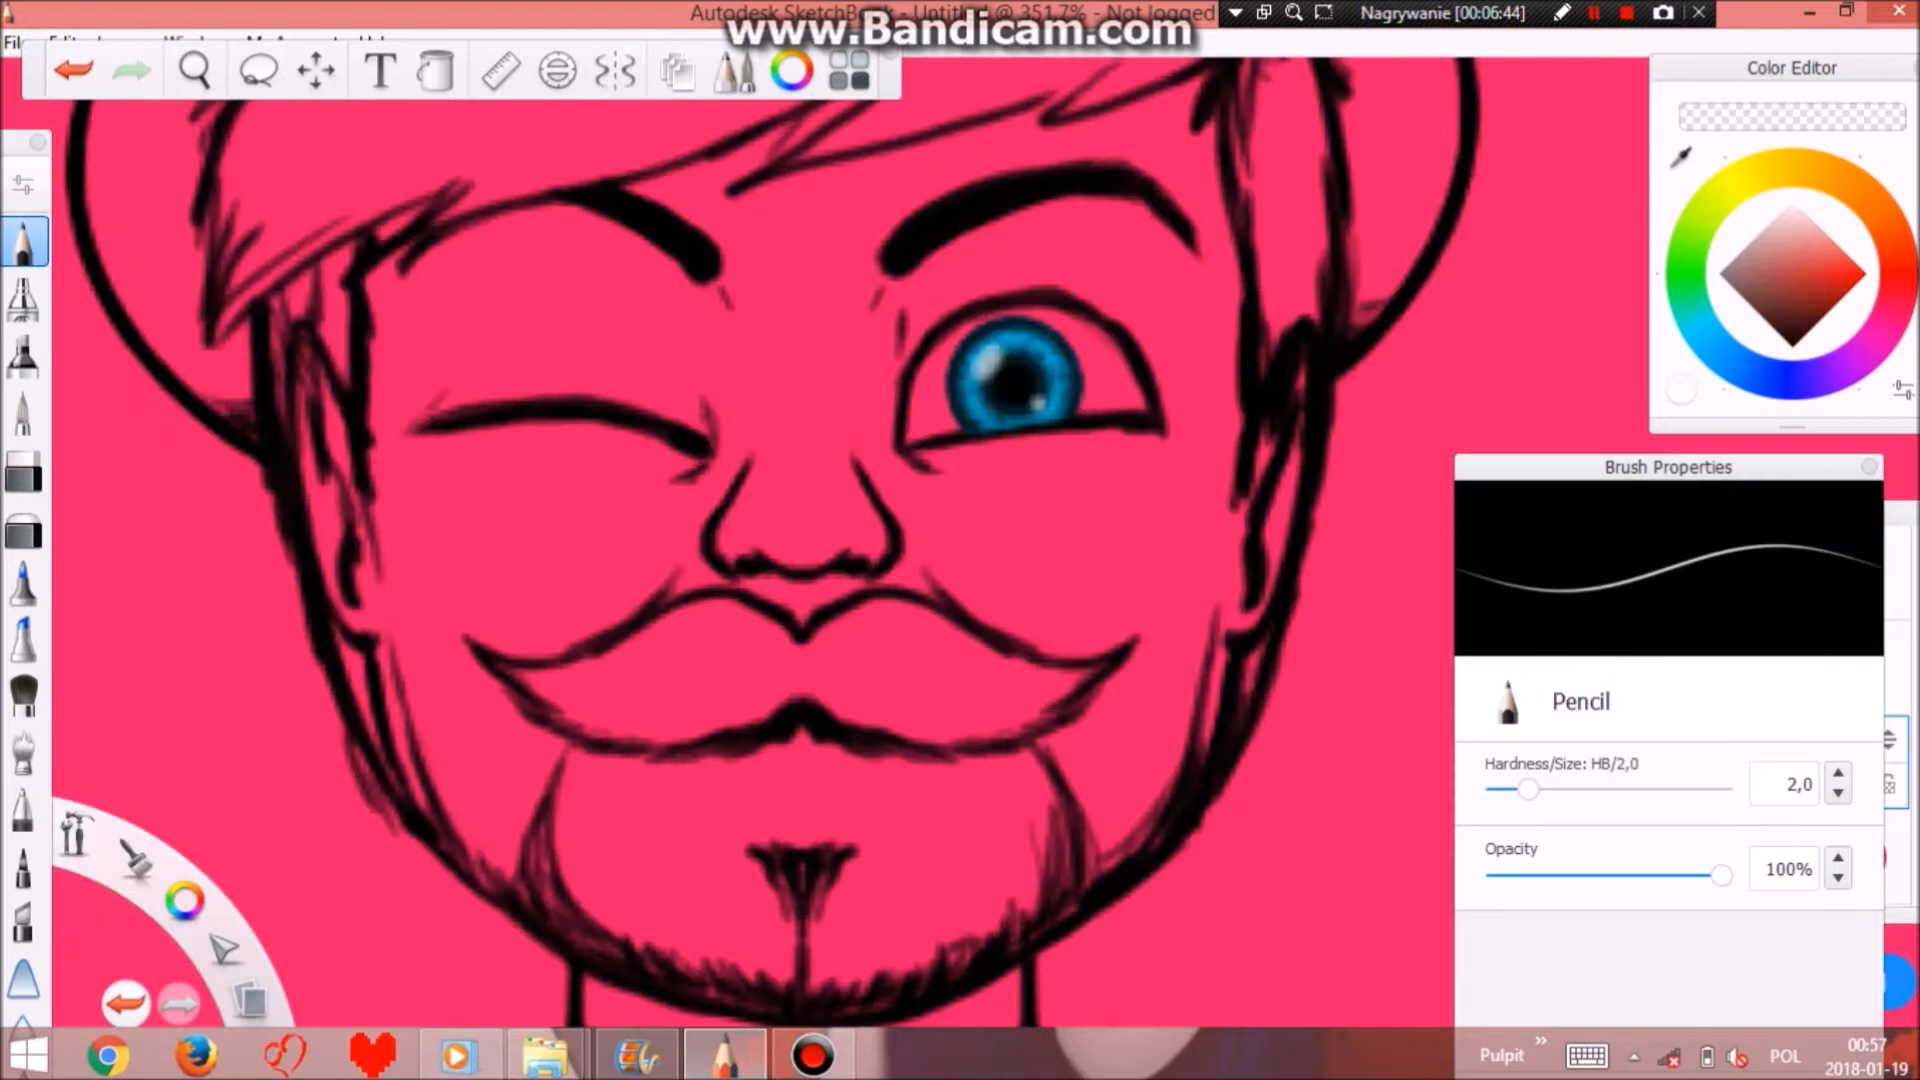 Autodesk SketchBook - Untitled @ 351.7% - Not logged
www.Bandicam.com
Nagrywanie [00:06:44]
T
Color Editor
Brush Properties
Pencil
Hardness/Size: HB/2,0
2,0
Opacity
100%
Pulpit
POL
00:57
2018-01-19